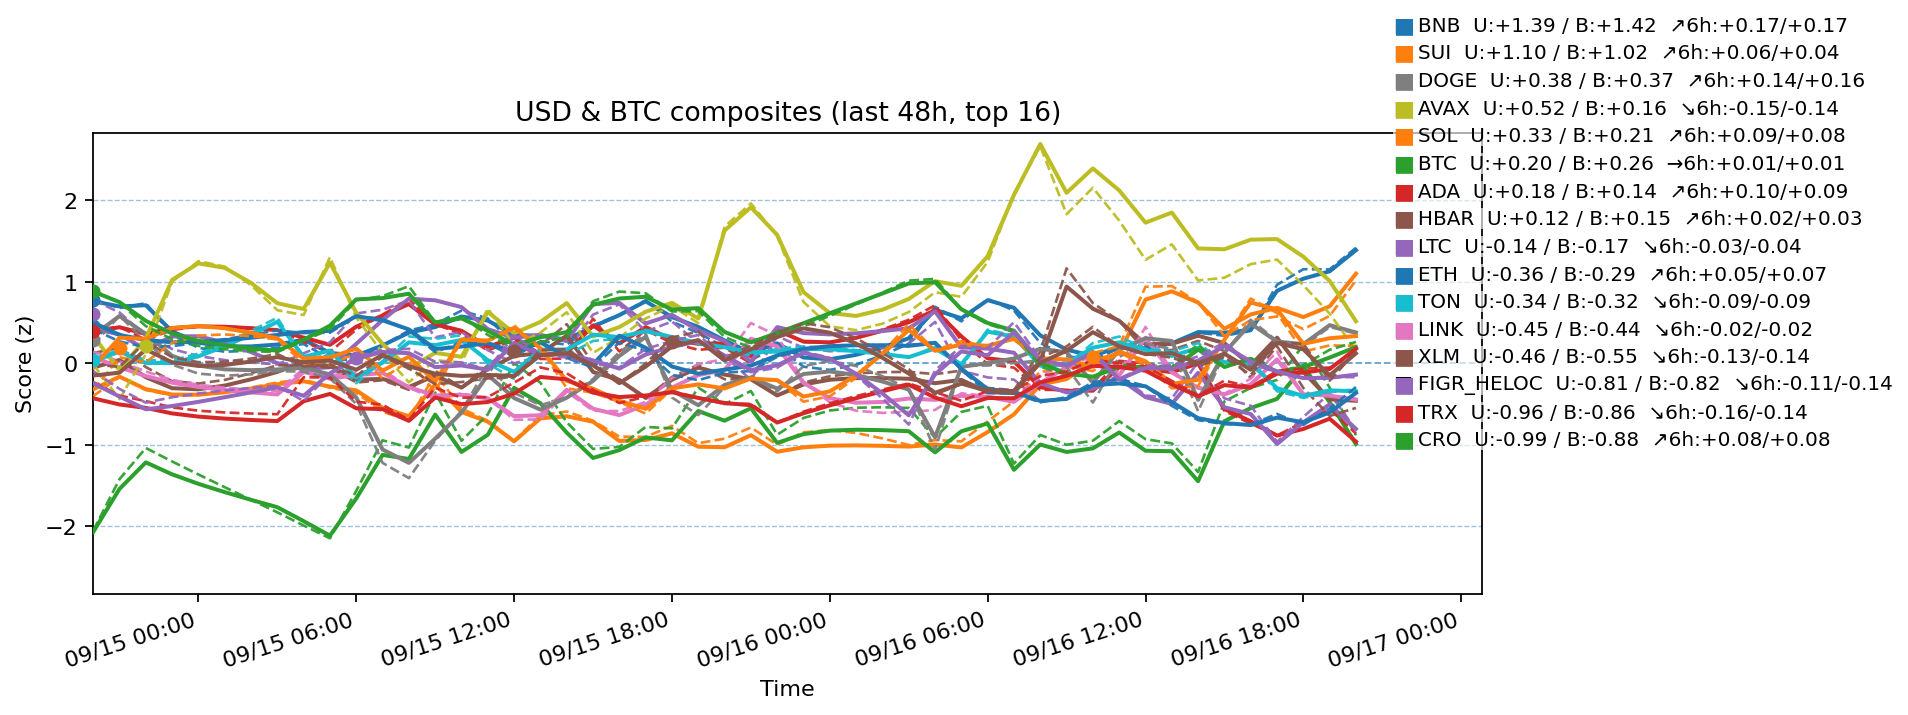 BNB U:+1.39 / B:+1.42 ↗6h:+0.17/+0.17
SUI U:+1.10 / B:+1.02 ↗6h:+0.06/+0.04
DOGE U:+0.38 / B:+0.37 ↗6h:+0.14/+0.16
AVAX U:+0.52 / B:+0.16 ↘6h:-0.15/-0.14
SOL U:+0.33 / B:+0.21 ↗6h:+0.09/+0.08
BTC U:+0.20 / B:+0.26 →6h:+0.01/+0.01
ADA U:+0.18 / B:+0.14 ↗6h:+0.10/+0.09
HBAR U:+0.12 / B:+0.15 ↗6h:+0.02/+0.03
LTC U:-0.14 / B:-0.17 ↘6h:-0.03/-0.04
ETH U:-0.36 / B:-0.29 ↗6h:+0.05/+0.07
TON U:-0.34 / B:-0.32 ↘6h:-0.09/-0.09
LINK U:-0.45 / B:-0.44 ↘6h:-0.02/-0.02
XLM U:-0.46 / B:-0.55 ↘6h:-0.13/-0.14
FIGR_HELOC U:-0.81 / B:-0.82 ↘6h:-0.11/-0.14
TRX U:-0.96 / B:-0.86 ↘6h:-0.16/-0.14
CRO U:-0.99 / B:-0.88 ↗6h:+0.08/+0.08
USD & BTC composites (last 48h, top 16)
Score (z)
2
1
0
−1
−2
09/15 00:00
09/15 06:00
09/15 12:00
09/15 18:00
09/16 00:00
09/16 06:00
09/16 12:00
09/16 18:00
09/17 00:00
Time